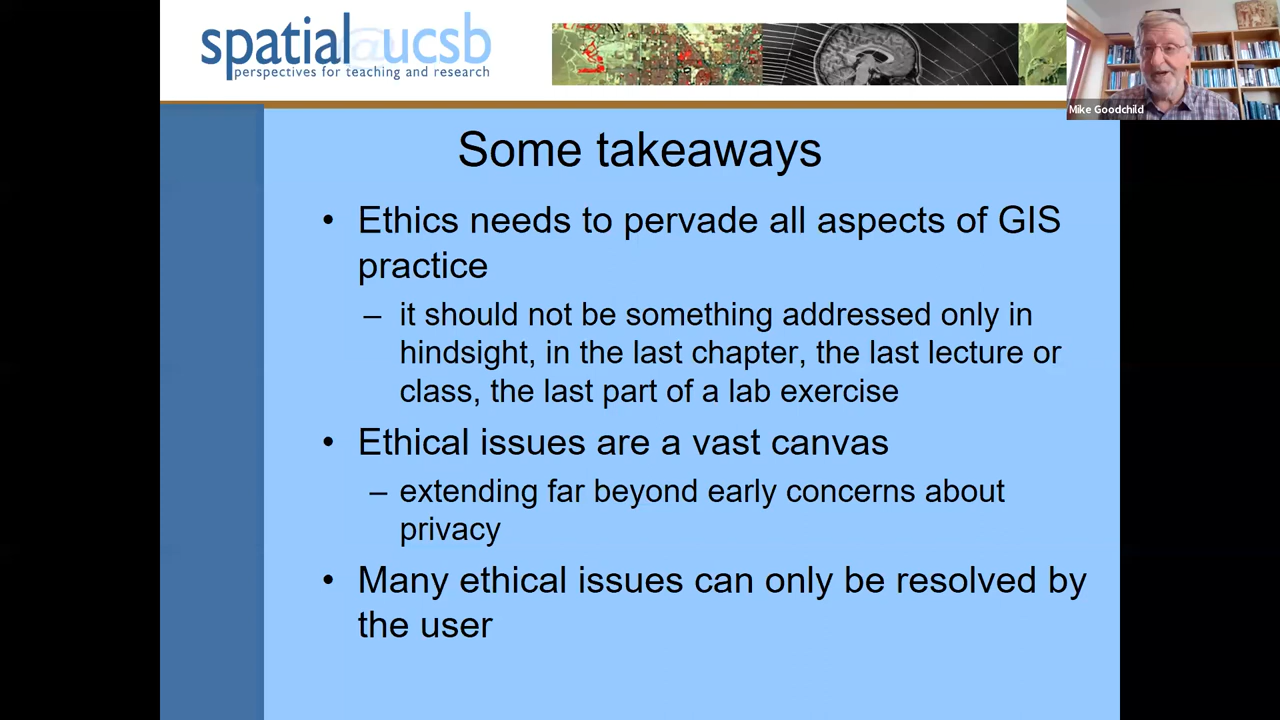 spatial@ucsb
perspectives for teaching and research
Mike Goodchild
Some takeaways
• Ethics needs to pervade all aspects of GIS
practice
– it should not be something addressed only in
hindsight, in the last chapter, the last lecture or
class, the last part of a lab exercise
• Ethical issues are a vast canvas
– extending far beyond early concerns about
privacy
• Many ethical issues can only be resolved by
the user